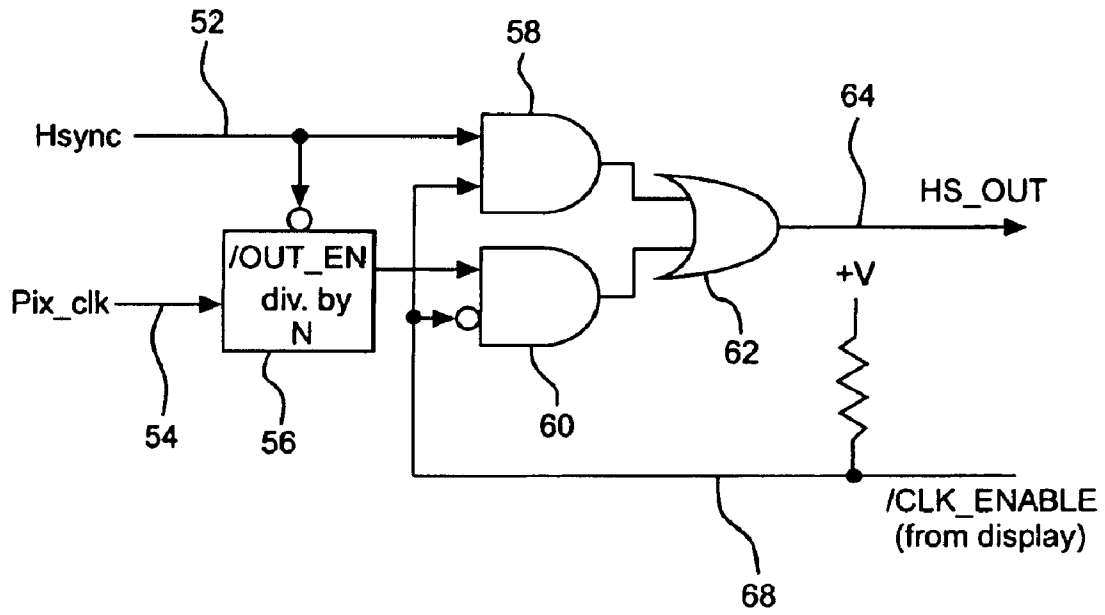 52
58
64
Hsync
HS_OUT
/OUT_EN
div. by
N
+V
Pix_clk
62
54
56
60
/CLK_ENABLE
(from display)
68